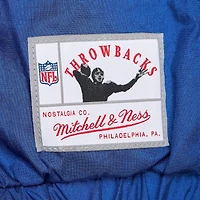 THROWBACKS
NFL
NOSTALGIA CO.
Mitchell & Ness
PHILADELPHIA, PA.